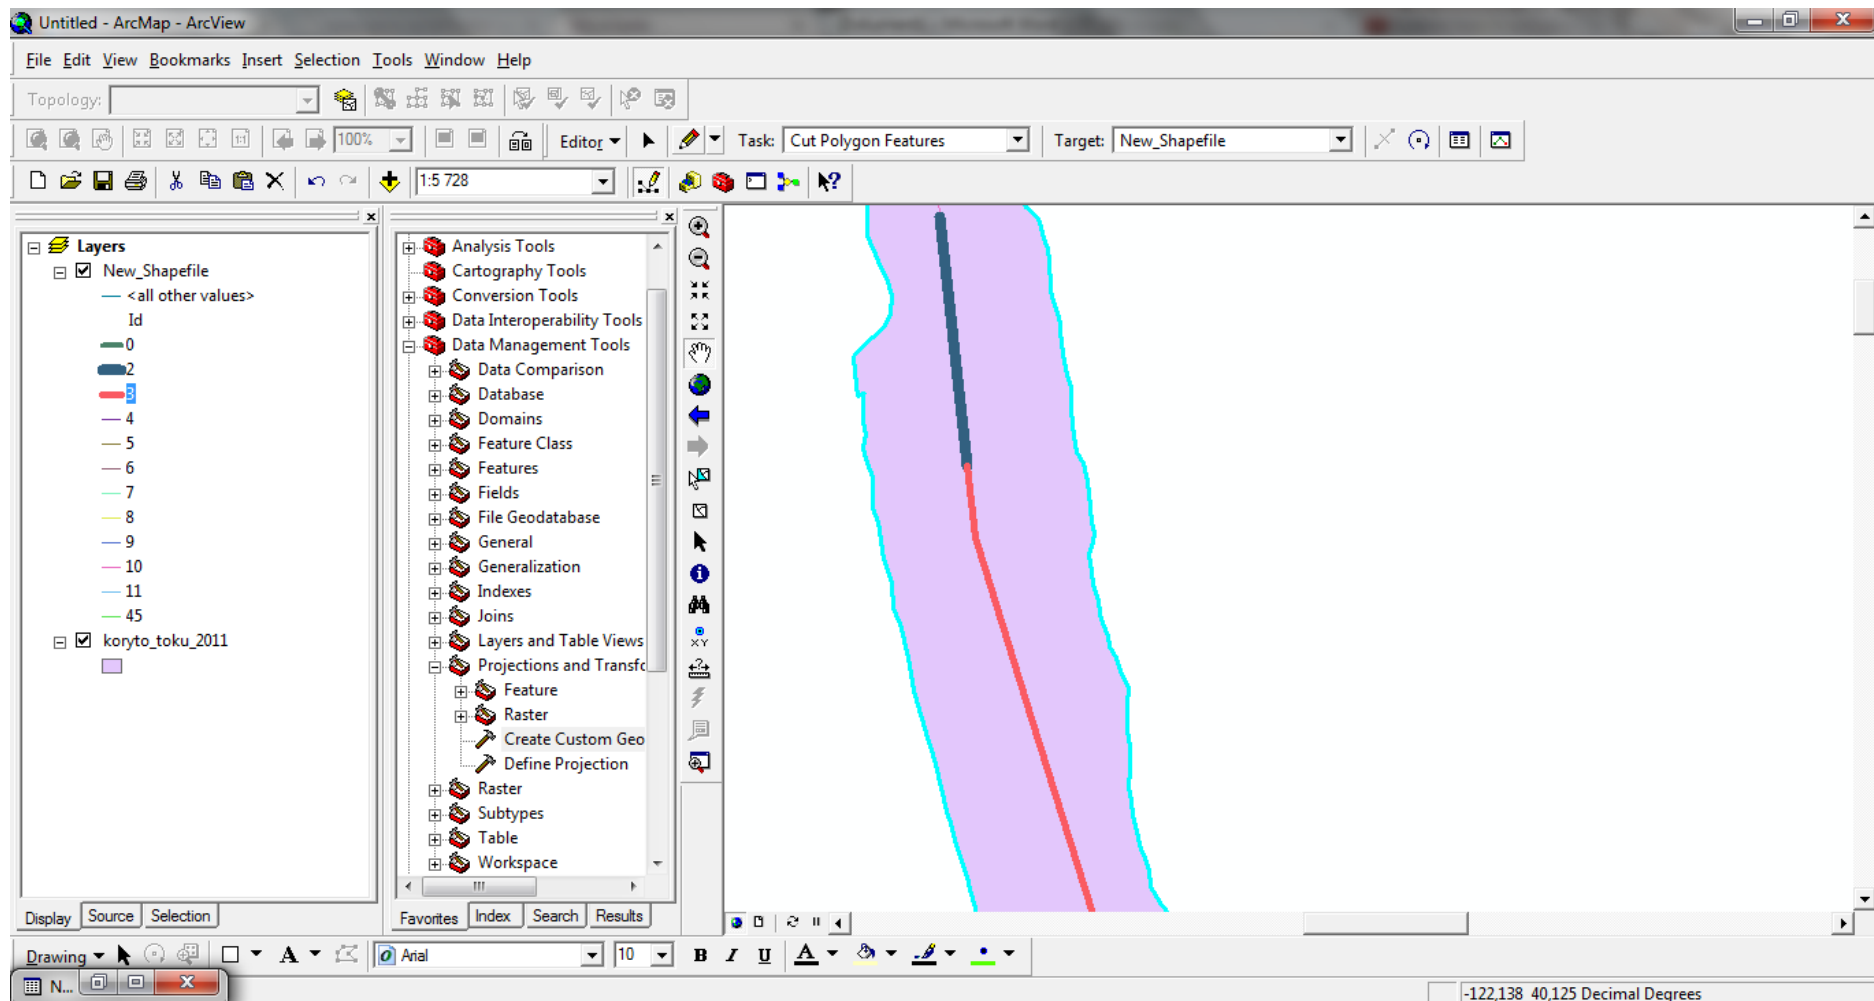 Untitled - ArcMap - ArcView
File Edit View Bookmarks Insert Selection Tools Window Help
Topology:
100% Editor Task: Cut Polygon Features Target: New_Shapefile
1:5 728
Layers
New_Shapefile
<all other values>
Id
0
2
3
4
5
6
7
8
9
10
11
45
koryto_toku_2011
Display Source Selection
Analysis Tools
Cartography Tools
Conversion Tools
Data Interoperability Tools
Data Management Tools
Data Comparison
Database
Domains
Feature Class
Features
Fields
File Geodatabase
General
Generalization
Indexes
Joins
Layers and Table Views
Projections and Transfo
Feature
Raster
Create Custom Geo
Define Projection
Raster
Subtypes
Table
Workspace
Favorites Index Search Results
Drawing A Arial 10 B I U A
N...
-122,138 40,125 Decimal Degrees